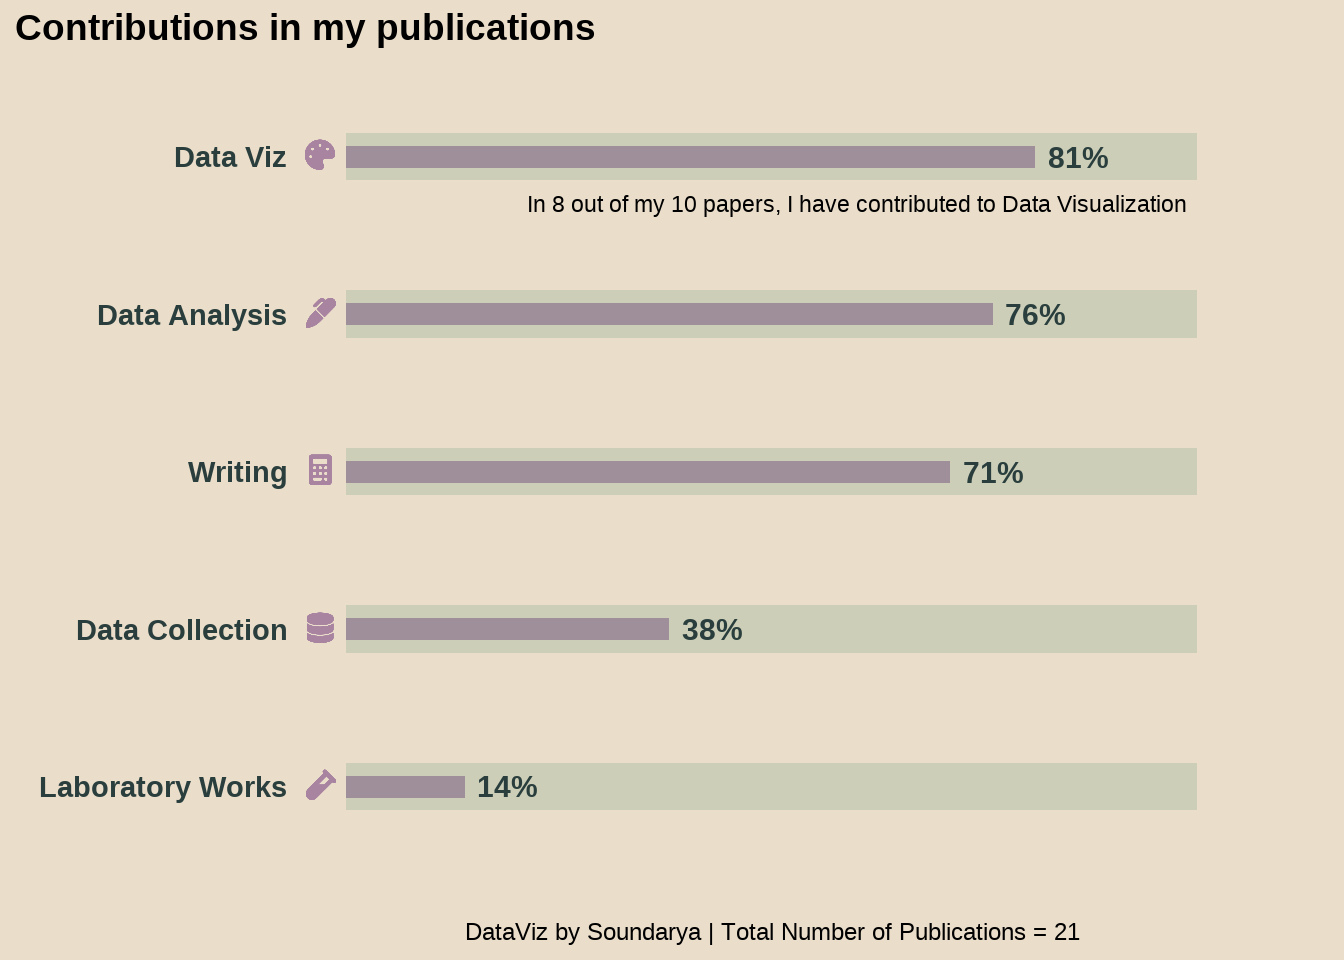 Contributions in my publications
Data Viz 81%
In 8 out of my 10 papers, I have contributed to Data Visualization
Data Analysis 76%
Writing 71%
Data Collection 38%
Laboratory Works 14%
DataViz by Soundarya | Total Number of Publications = 21